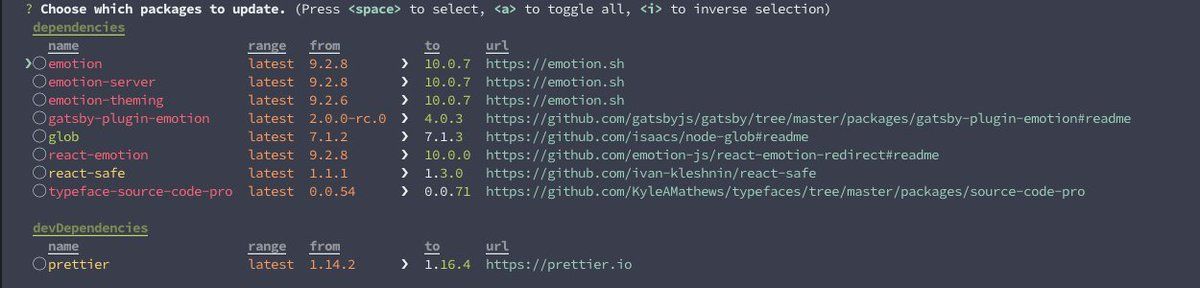 ? Choose which packages to update. (Press <space> to select, <a> to toggle all, <i> to inverse selection)
dependencies
name range from to url
❯◯ emotion latest 9.2.8 ❯ 10.0.7 https://emotion.sh
◯ emotion-server latest 9.2.8 ❯ 10.0.7 https://emotion.sh
◯ emotion-theming latest 9.2.6 ❯ 10.0.7 https://emotion.sh
◯ gatsby-plugin-emotion latest 2.0.0-rc.0 ❯ 4.0.3 https://github.com/gatsbyjs/gatsby/tree/master/packages/gatsby-plugin-emotion#readme
◯ glob latest 7.1.2 ❯ 7.1.3 https://github.com/isaacs/node-glob#readme
◯ react-emotion latest 9.2.8 ❯ 10.0.0 https://github.com/emotion-js/react-emotion-redirect#readme
◯ react-safe latest 1.1.1 ❯ 1.3.0 https://github.com/ivan-kleshnin/react-safe
◯ typeface-source-code-pro latest 0.0.54 ❯ 0.0.71 https://github.com/KyleAMathews/typefaces/tree/master/packages/source-code-pro
devDependencies
name range from to url
◯ prettier latest 1.14.2 ❯ 1.16.4 https://prettier.io